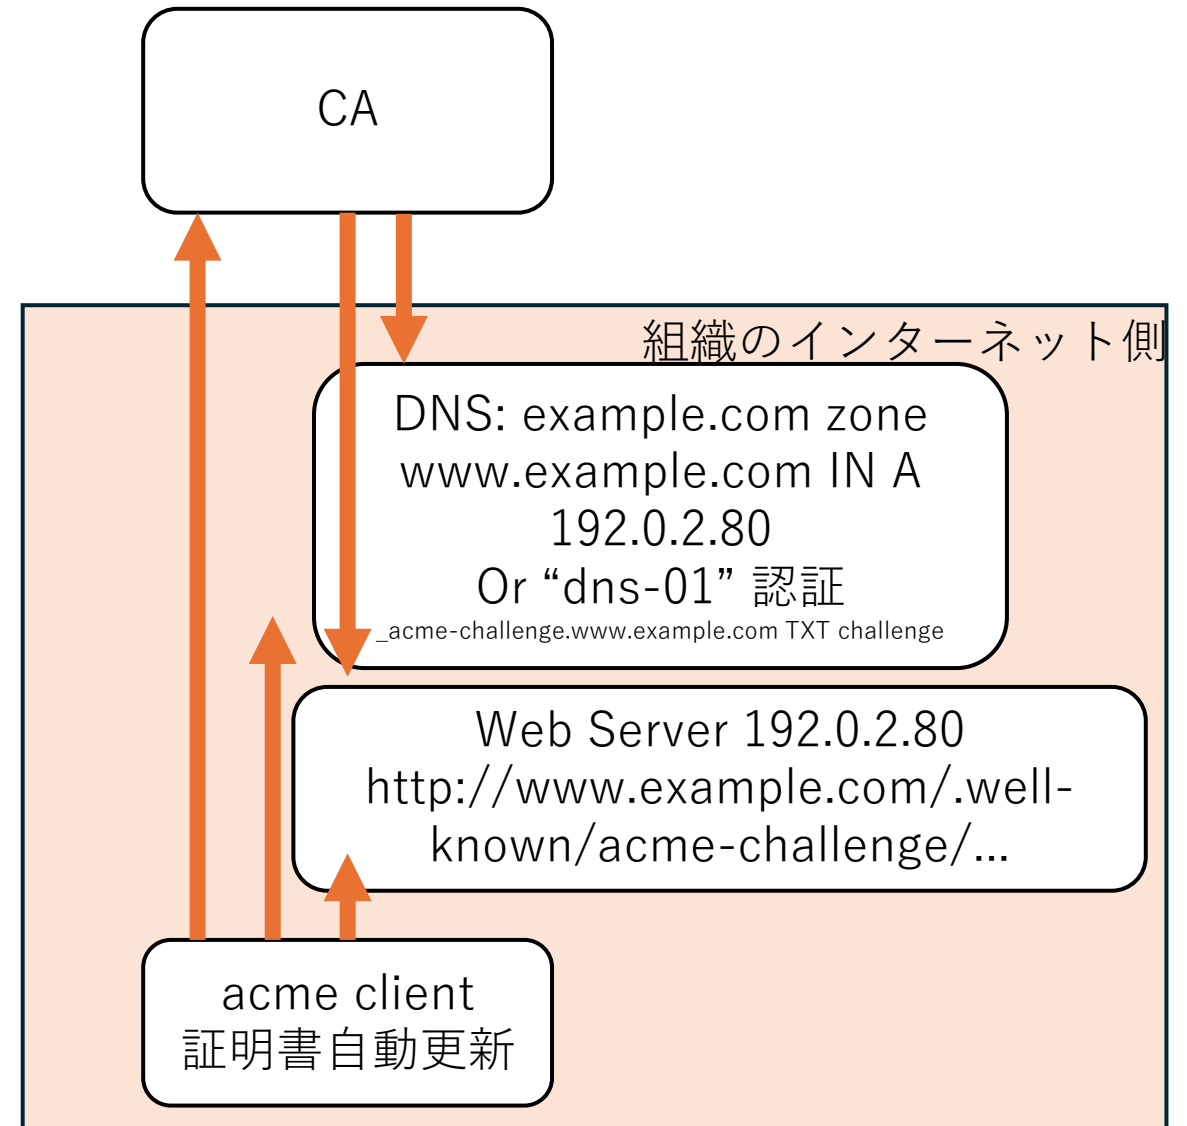 CA
組織のインターネット側
DNS: example.com zone
www.example.com IN A
192.0.2.80
Or “dns-01” 認証
_acme-challenge.www.example.com TXT challenge
Web Server 192.0.2.80
http://www.example.com/.well-
known/acme-challenge/...
acme client
証明書自動更新